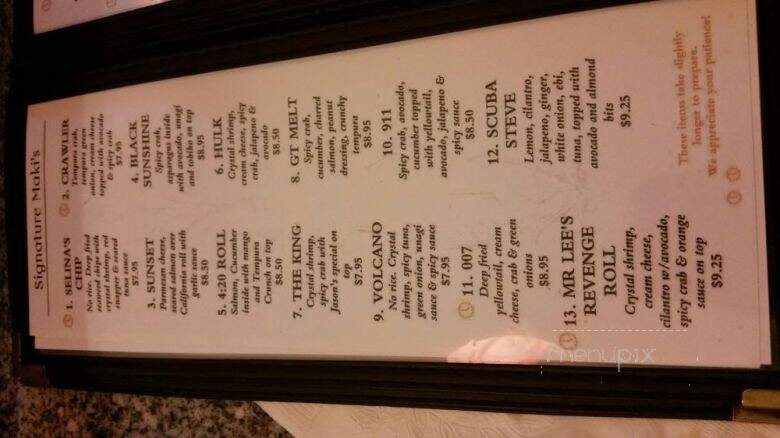 Signature Maki's
1. SELINA'S
CHIP
No rice. Deep fried
seaweed chips with
crystal shrimp, red
snapper & seared
tuna sauce
$7.95
2. CRAWLER
Tempura crab,
tempura green
onion, cream cheese
topped with avocado
& spicy crab
$7.95
3. SUNSET
Parmesan cheese,
seared salmon over
California roll with
garlic sauce
$8.50
4. BLACK
SUNSHINE
Spicy crab,
asparagus inside
with avocado, unagi
and tobiko on top
$8.95
5. 4:20 ROLL
Salmon, Cucumber
inside with mango
and Tempura
Crunch on top
$8.50
6. HULK
Crystal shrimp,
cream cheese, spicy
crab, jalapeno &
avocado
$8.50
7. THE KING
Crystal shrimp,
spicy crab with
Jason's special on
top
$7.95
8. GT MELT
Spicy crab,
cucumber, charred
salmon, peanut
dressing, crunchy
tempura
$8.95
9. VOLCANO
No rice. Crystal
shrimp, spicy tuna,
green onion, unagi
sauce & spicy sauce
$7.95
10. 911
Spicy crab, avocado,
cucumber topped
with yellowtail,
avocado, jalapeno &
spicy sauce
$8.50
11. 007
Deep fried
yellowtail, cream
cheese, crab & green
onions
$8.95
12. SCUBA
STEVE
Lemon, cilantro,
jalapeno, ginger,
white onion, ebi,
tuna, topped with
avocado and almond
bits
$9.25
13. MR LEE'S
REVENGE
ROLL
Crystal shrimp,
cream cheese,
cilantro w/avocado,
spicy crab & orange
sauce on top
$9.25
These items take slightly
longer to prepare.
We appreciate your patience!
menupix